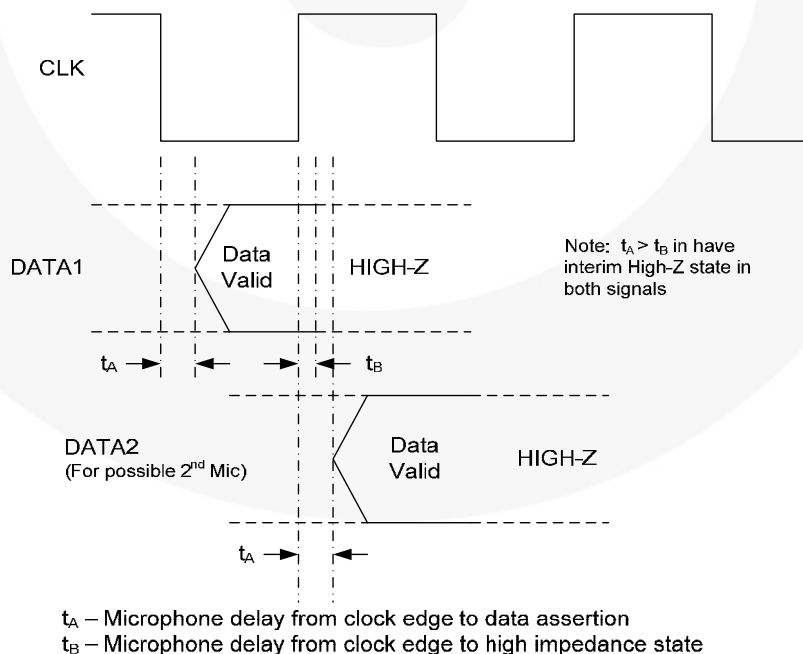 CLK
DATA1
Data
Valid
HIGH-Z
Note: tA > tB in have
interim High-Z state in
both signals
tA
tB
DATA2
(For possible 2nd Mic)
Data
Valid
HIGH-Z
tA
tA – Microphone delay from clock edge to data assertion
tB – Microphone delay from clock edge to high impedance state